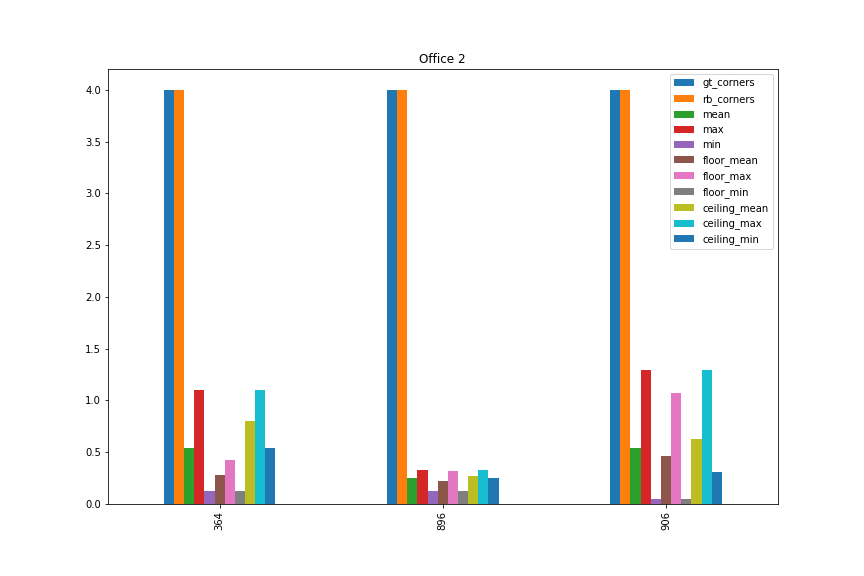 Office 2
4.0
3.5
3.0
2.5
2.0
1.5
1.0
0.5
0.0
364
896
906
gt_corners
rb_corners
mean
max
min
floor_mean
floor_max
floor_min
ceiling_mean
ceiling_max
ceiling_min